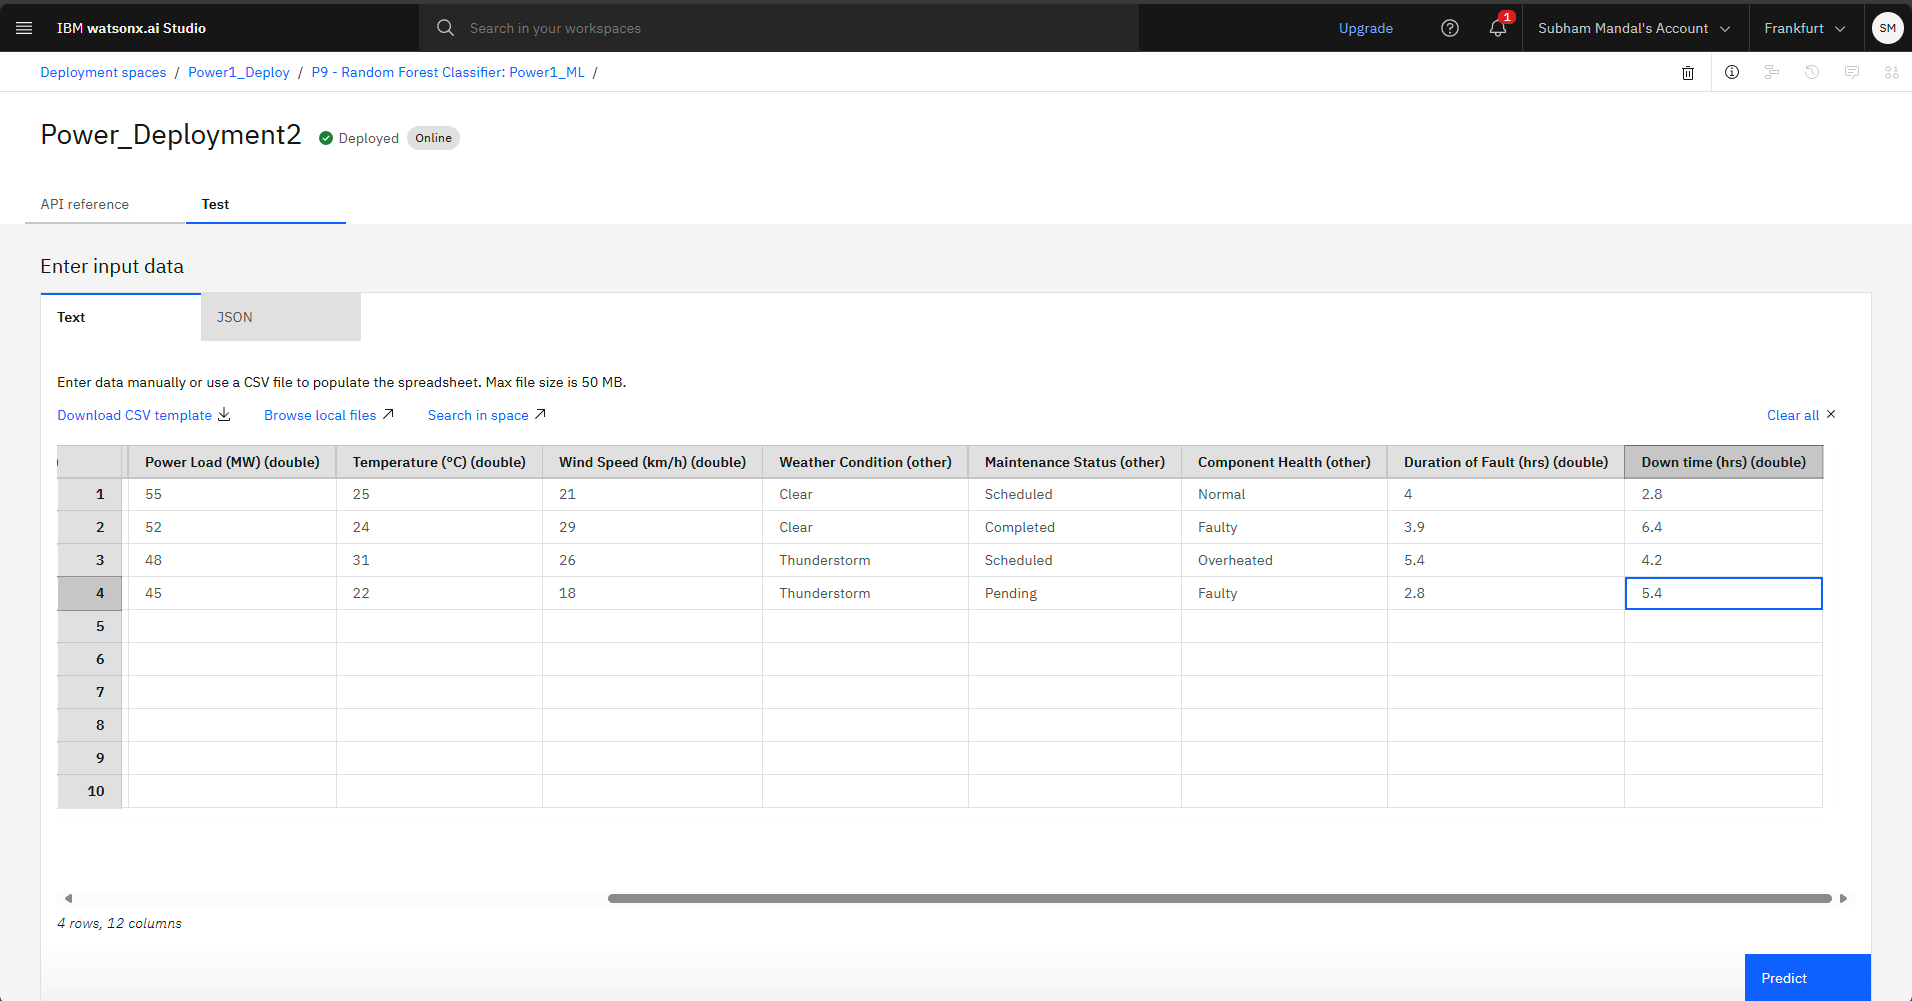 IBM watsonx.ai Studio
Search in your workspaces
Upgrade
1
Subham Mandal's Account
Frankfurt
SM
Deployment spaces / Power1_Deploy / P9 - Random Forest Classifier: Power1_ML /
Power_Deployment2
Deployed
Online
API reference
Test
Enter input data
Text
JSON
Enter data manually or use a CSV file to populate the spreadsheet. Max file size is 50 MB.
Download CSV template
Browse local files
Search in space
Clear all
) Power Load (MW) (double) Temperature (°C) (double) Wind Speed (km/h) (double) Weather Condition (other) Maintenance Status (other) Component Health (other) Duration of Fault (hrs) (double) Down time (hrs) (double)
1 55 25 21 Clear Scheduled Normal 4 2.8
2 52 24 29 Clear Completed Faulty 3.9 6.4
3 48 31 26 Thunderstorm Scheduled Overheated 5.4 4.2
4 45 22 18 Thunderstorm Pending Faulty 2.8 5.4
5
6
7
8
9
10
4 rows, 12 columns
Predict